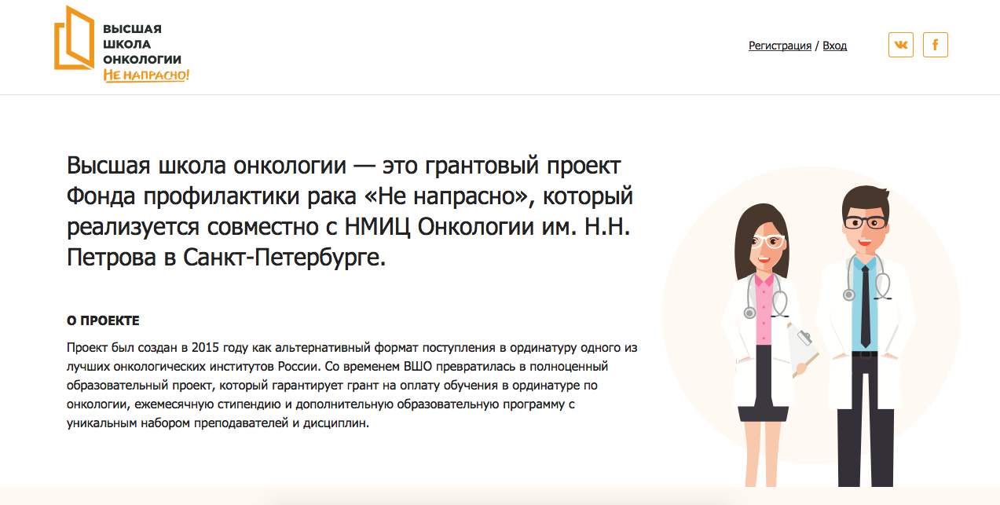 ВЫСШАЯ
ШКОЛА
ОНКОЛОГИИ
НЕ НАПРАСНО!
Регистрация / Вход
Высшая школа онкологии — это грантовый проект
Фонда профилактики рака «Не напрасно», который
реализуется совместно с НМИЦ Онкологии им. Н.Н.
Петрова в Санкт-Петербурге.
О ПРОЕКТЕ
Проект был создан в 2015 году как альтернативный формат поступления в ординатуру одного из
лучших онкологических институтов России. Со временем ВШО превратилась в полноценный
образовательный проект, который гарантирует грант на оплату обучения в ординатуре по
онкологии, ежемесячную стипендию и дополнительную образовательную программу с
уникальным набором преподавателей и дисциплин.